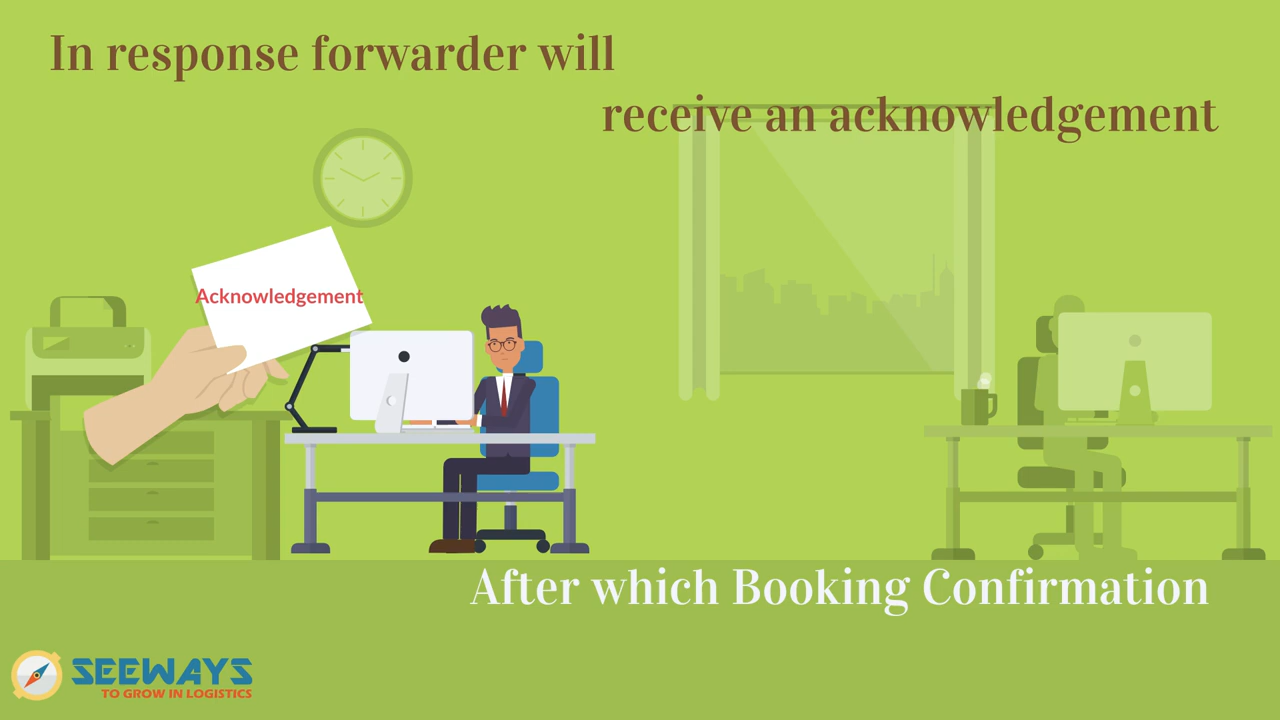 In response forwarder will
receive an acknowledgement
Acknowledgement
After which Booking Confirmation
SEEWAYS
TO GROW IN LOGISTICS